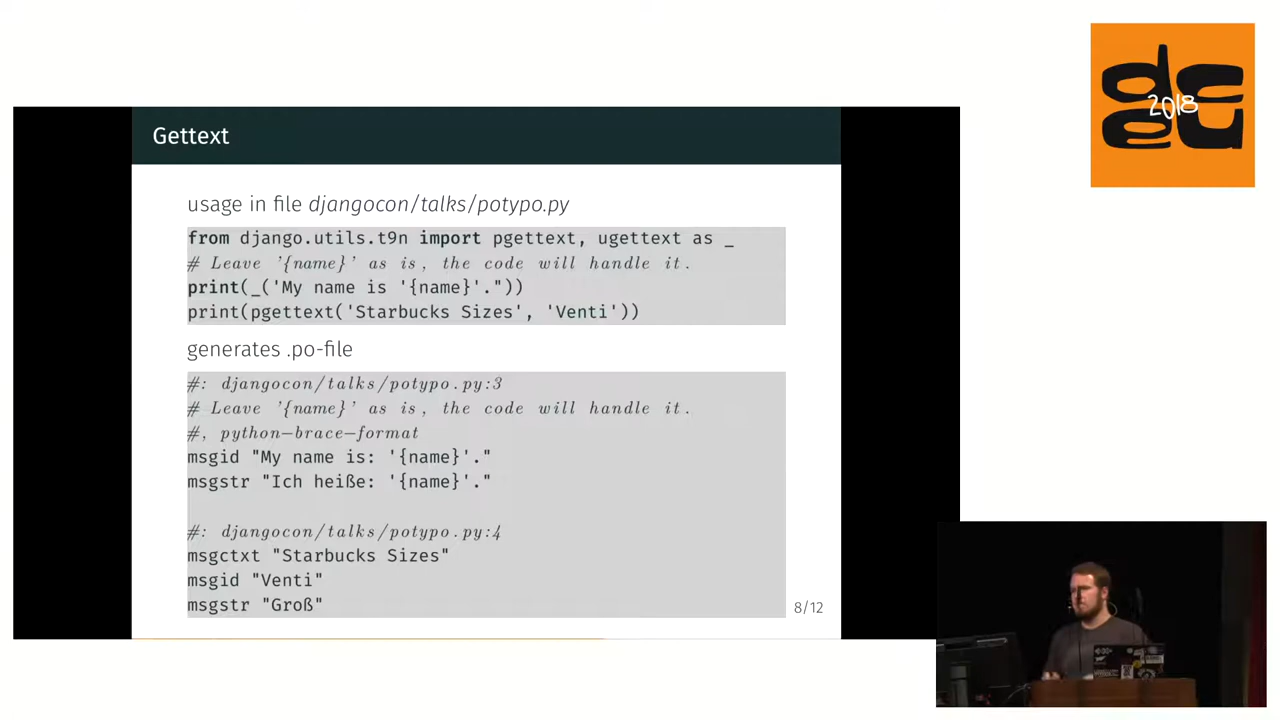 2018
Gettext
usage in file djangocon/talks/potypo.py
from django.utils.t9n import pgettext, ugettext as _
# Leave '{name}' as is, the code will handle it.
print(_('My name is '{name}'."))
print(pgettext('Starbucks Sizes', 'Venti'))
generates .po-file
#: djangocon/talks/potypo.py:3
# Leave '{name}' as is, the code will handle it.
#, python-brace-format
msgid "My name is: '{name}'."
msgstr "Ich heiße: '{name}'."
#: djangocon/talks/potypo.py:4
msgctxt "Starbucks Sizes"
msgid "Venti"
msgstr "Groß"
8/12